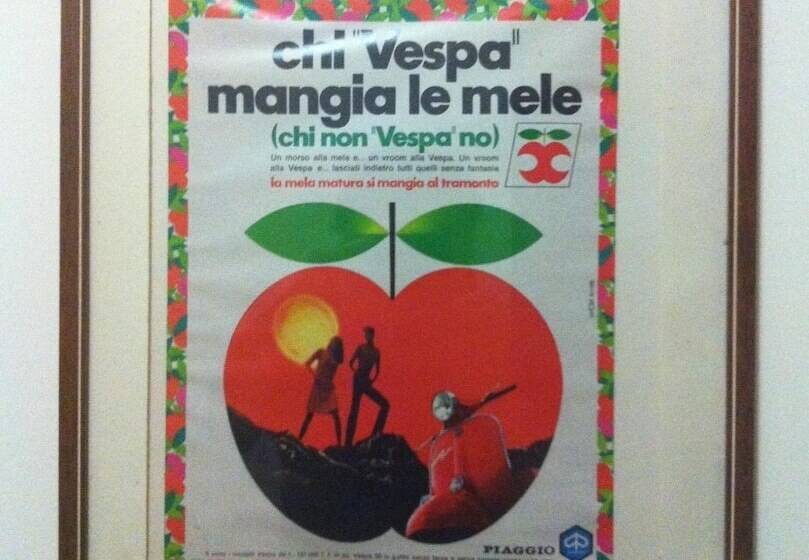 chi "Vespa"
mangia le mele
(chi non "Vespa" no)
Un morso alla mela e... un vroom alla Vespa. Un vroom
alla Vespa e... lasciati indietro tutti quelli senza fantasia
la mela matura si mangia al tramonto
PIAGGIO